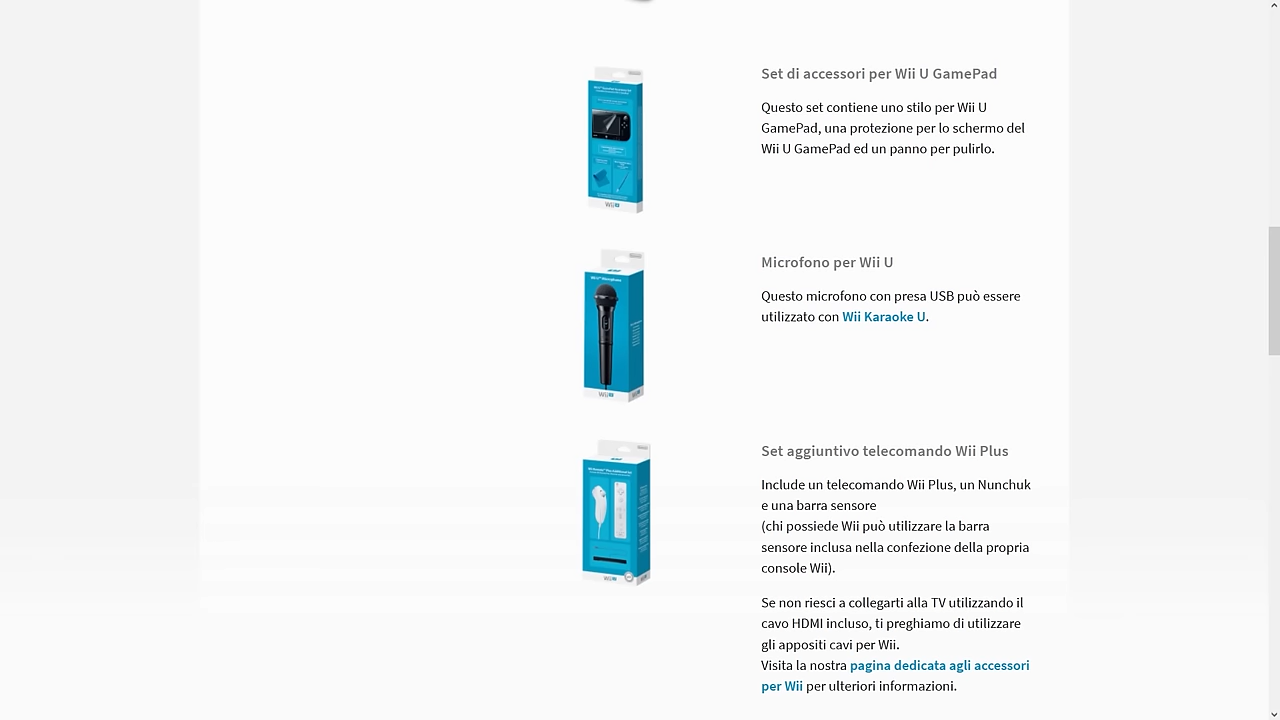 Set di accessori per Wii U GamePad
Questo set contiene uno stilo per Wii U
GamePad, una protezione per lo schermo del
Wii U GamePad ed un panno per pulirlo.
WiiU
Microfono per Wii U
Questo microfono con presa USB può essere
utilizzato con Wii Karaoke U.
WiiU
Set aggiuntivo telecomando Wii Plus
Include un telecomando Wii Plus, un Nunchuk
e una barra sensore
(chi possiede Wii può utilizzare la barra
sensore inclusa nella confezione della propria
console Wii).
WiiU
Se non riesci a collegarti alla TV utilizzando il
cavo HDMI incluso, ti preghiamo di utilizzare
gli appositi cavi per Wii.
Visita la nostra pagina dedicata agli accessori
per Wii per ulteriori informazioni.